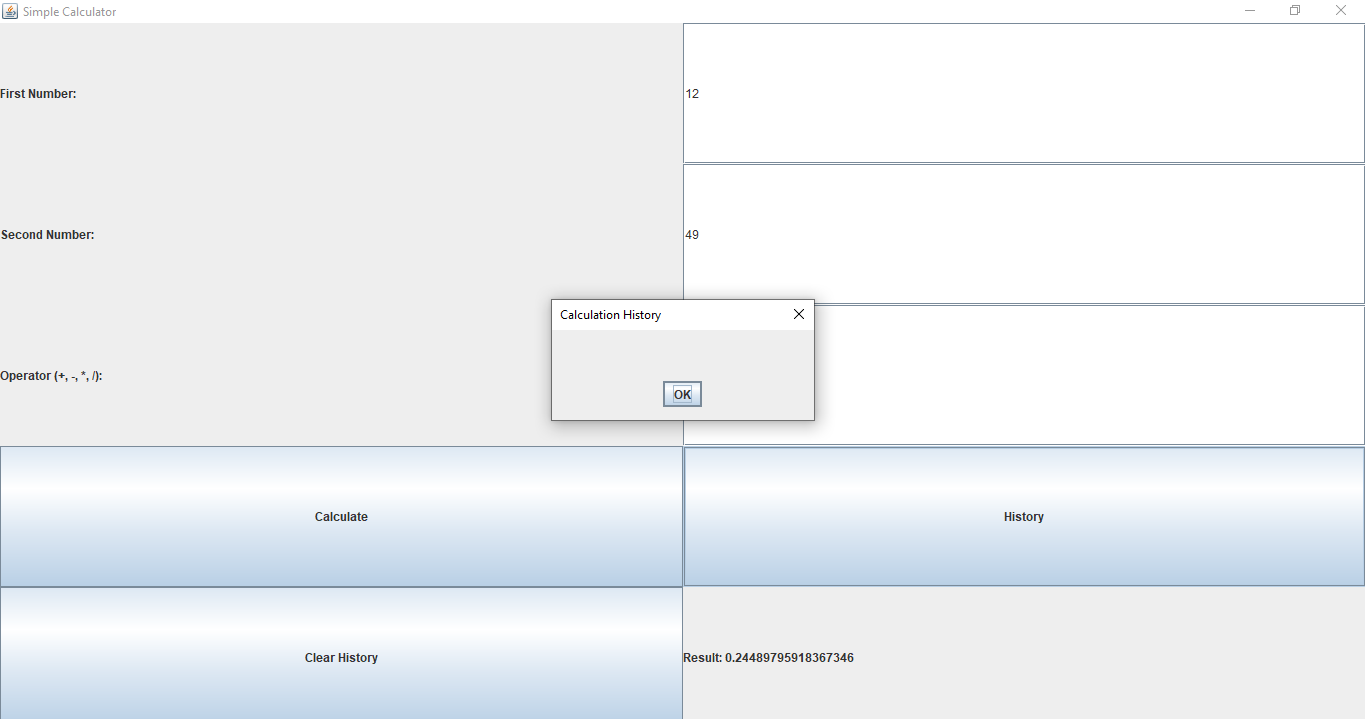 Simple Calculator
First Number:
12
Second Number:
49
Calculation History
OK
Operator (+, -, *, /):
Calculate
History
Clear History
Result: 0.24489795918367346